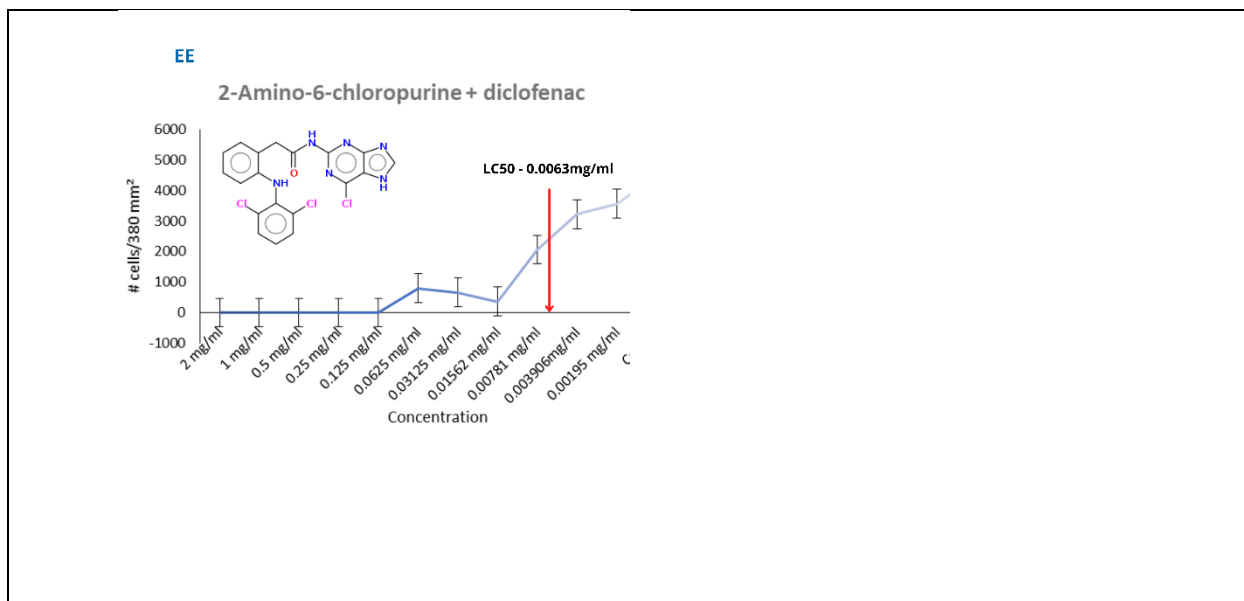 EE
2-Amino-6-chloropurine + diclofenac
6000
5000
4000
3000
2000
1000
0
-1000
# cells/380 mm²
H
N
N
N
O
N
N
H
NH
Cl
Cl
Cl
LC50 - 0.0063mg/ml
2 mg/ml
1 mg/ml
0.5 mg/ml
0.25 mg/ml
0.125 mg/ml
0.0625 mg/ml
0.03125 mg/ml
0.01562 mg/ml
0.00781 mg/ml
0.003906mg/ml
0.00195 mg/ml
Concentration